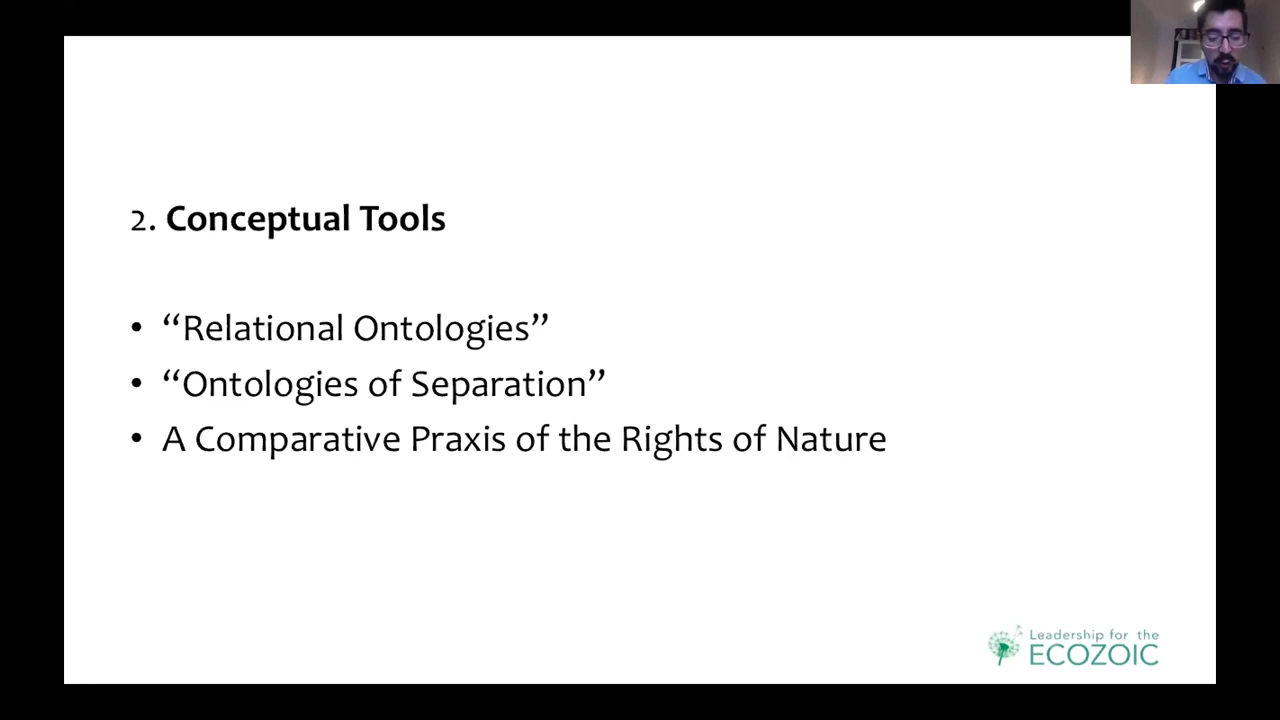 2. Conceptual Tools
• “Relational Ontologies”
• “Ontologies of Separation”
• A Comparative Praxis of the Rights of Nature
Leadership for the
ECOZOIC